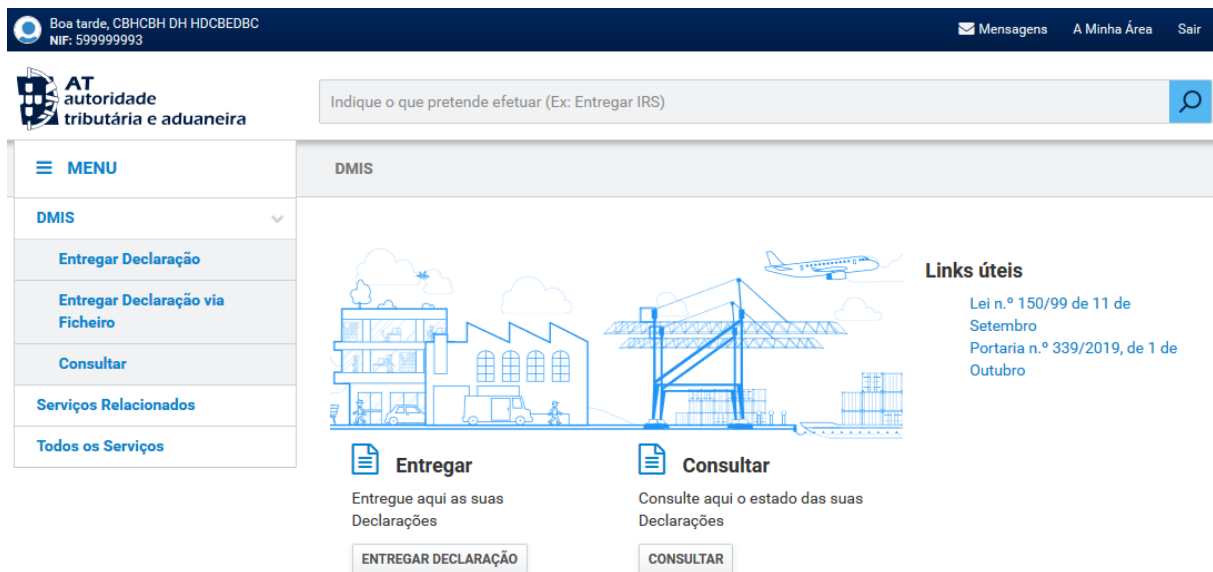 Boa tarde, CBHCBH DH HDCBEDBC
NIF: 599999993
Mensagens
A Minha Área
Sair
AT
autoridade
tributária e aduaneira
Indique o que pretende efetuar (Ex: Entregar IRS)
MENU
DMIS
DMIS
Entregar Declaração
Entregar Declaração via
Ficheiro
Consultar
Serviços Relacionados
Todos os Serviços
Links úteis
Lei n.º 150/99 de 11 de
Setembro
Portaria n.º 339/2019, de 1 de
Outubro
Entregar
Entregue aqui as suas
Declarações
ENTREGAR DECLARAÇÃO
Consultar
Consulte aqui o estado das suas
Declarações
CONSULTAR